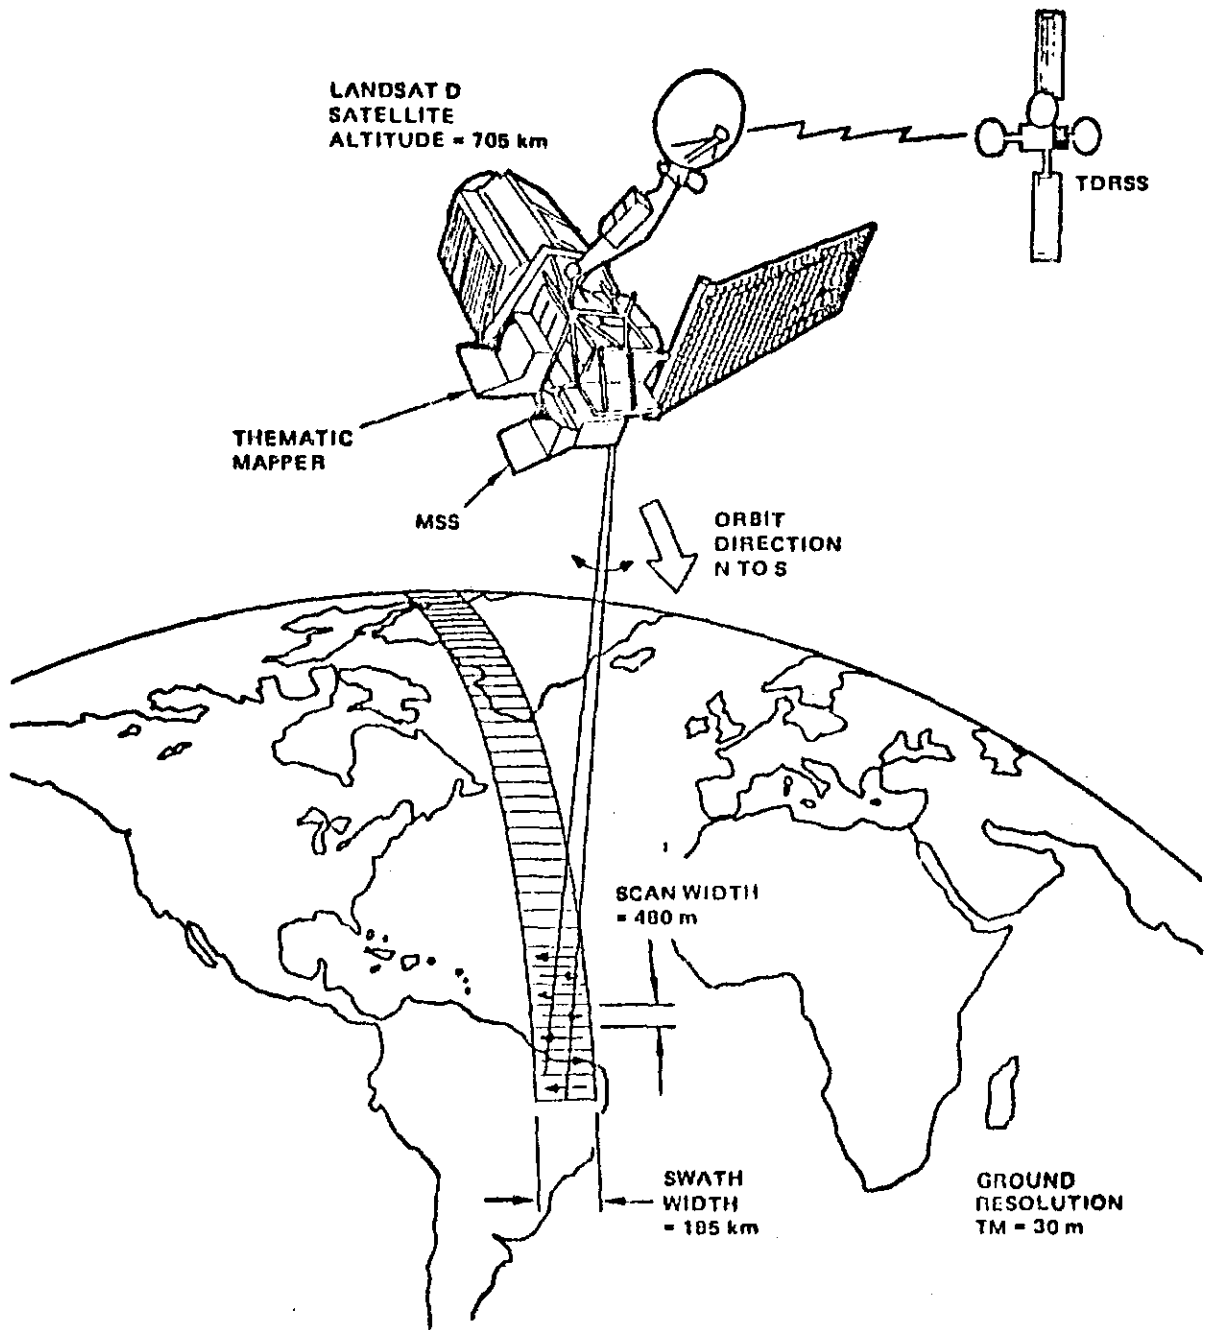 LANDSAT D
SATELLITE
ALTITUDE = 705 km
TDRSS
THEMATIC
MAPPER
MSS
ORBIT
DIRECTION
N TO S
SCAN WIDTH
= 480 m
SWATH
WIDTH
= 185 km
GROUND
RESOLUTION
TM = 30 m